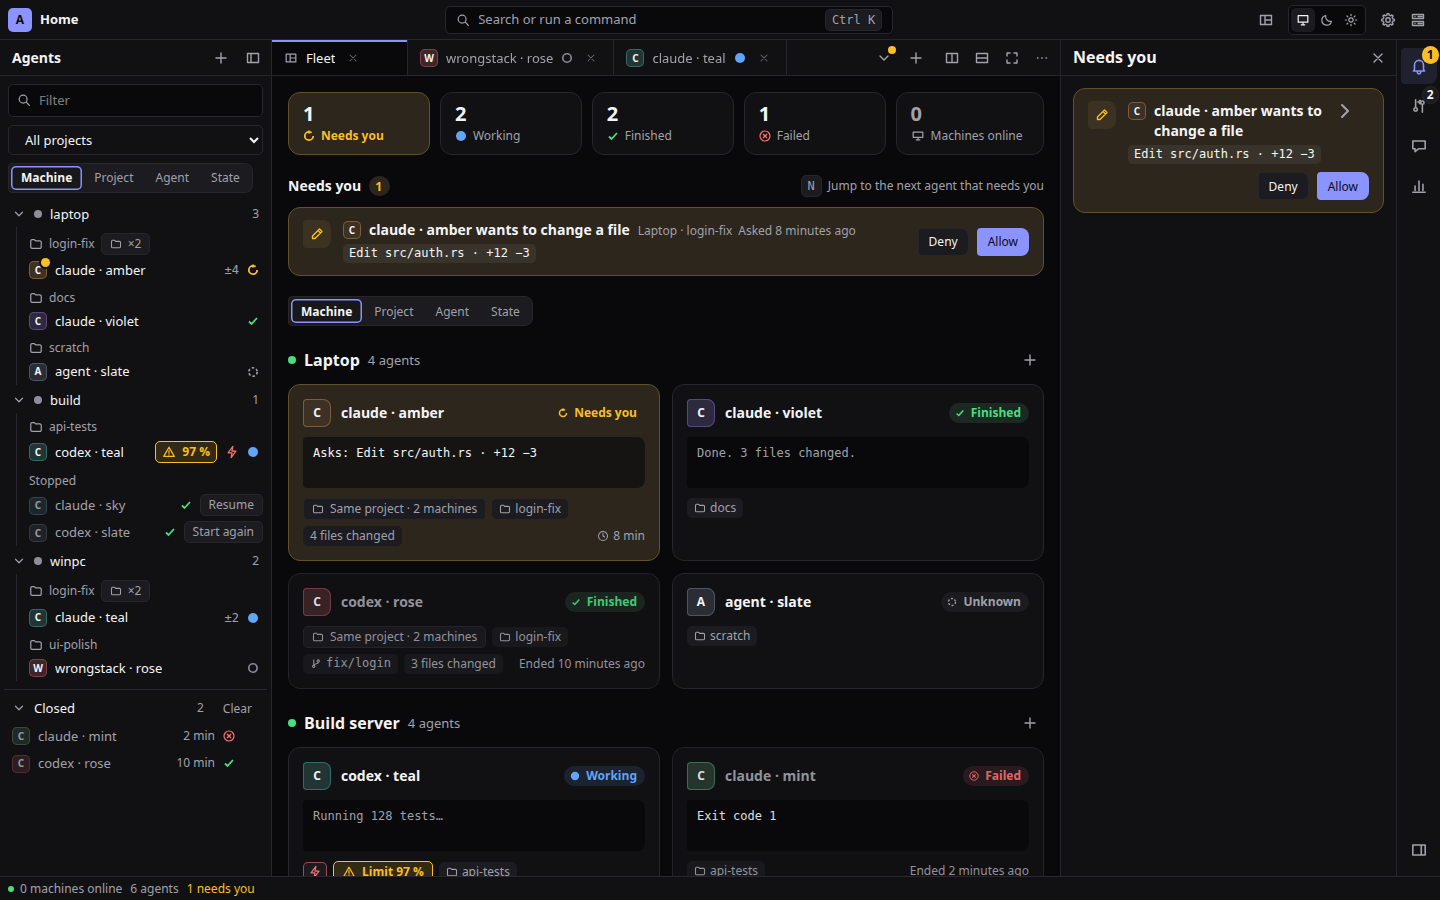 A Home
Search or run a command Ctrl K
Agents
Filter
All projects
Machine Project Agent State
laptop 3
login-fix ×2
C claude · amber ±4
docs
C claude · violet
scratch
A agent · slate
build 1
api-tests
C codex · teal 97 %
Stopped
C claude · sky Resume
C codex · slate Start again
winpc 2
login-fix ×2
C claude · teal ±2
ui-polish
W wrongstack · rose
Closed 2 Clear
C claude · mint 2 min
C codex · rose 10 min
Fleet
W wrongstack · rose
C claude · teal
1
Needs you
2
Working
2
Finished
1
Failed
0
Machines online
Needs you 1
N Jump to the next agent that needs you
C claude · amber wants to change a file Laptop · login-fix Asked 8 minutes ago
Edit src/auth.rs · +12 −3
Deny Allow
Machine Project Agent State
Laptop 4 agents
C claude · amber Needs you
Asks: Edit src/auth.rs · +12 −3
Same project · 2 machines login-fix
4 files changed 8 min
C claude · violet Finished
Done. 3 files changed.
docs
C codex · rose Finished
Same project · 2 machines login-fix
fix/login 3 files changed Ended 10 minutes ago
A agent · slate Unknown
scratch
Build server 4 agents
C codex · teal Working
Running 128 tests…
Limit 97 % api-tests
C claude · mint Failed
Exit code 1
api-tests Ended 2 minutes ago
Needs you
C claude · amber wants to
change a file
Edit src/auth.rs · +12 −3
Deny Allow
1
2
0 machines online 6 agents 1 needs you